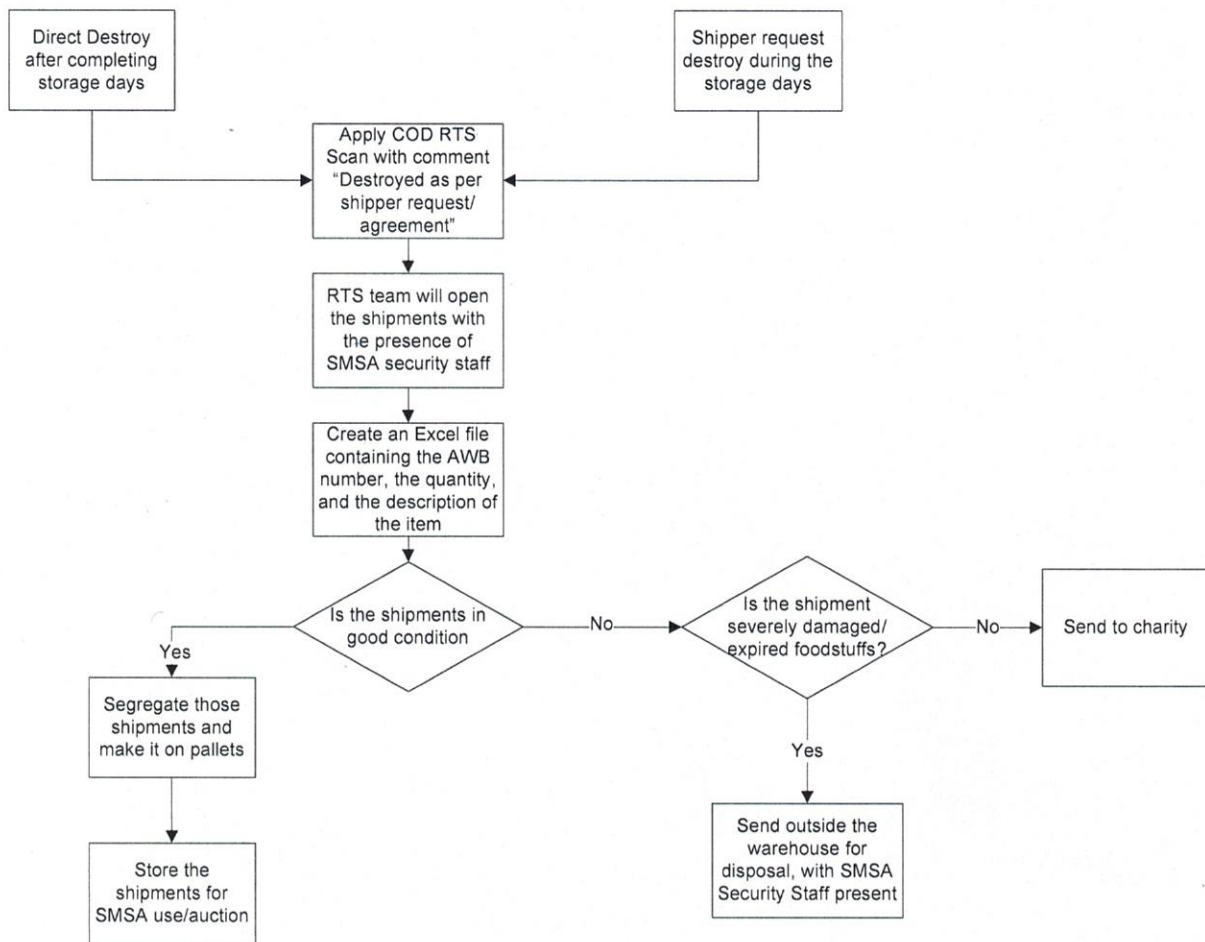 Direct Destroy
after completing
storage days
Shipper request
destroy during the
storage days
Apply COD RTS
Scan with comment
“Destroyed as per
shipper request/
agreement”
RTS team will open
the shipments with
the presence of
SMSA security staff
Create an Excel file
containing the AWB
number, the quantity,
and the description of
the item
Is the shipments in
good condition
Yes
No
Is the shipment
severely damaged/
expired foodstuffs?
No
Send to charity
Segregate those
shipments and
make it on pallets
Yes
Store the
shipments for
SMSA use/auction
Send outside the
warehouse for
disposal, with SMSA
Security Staff present